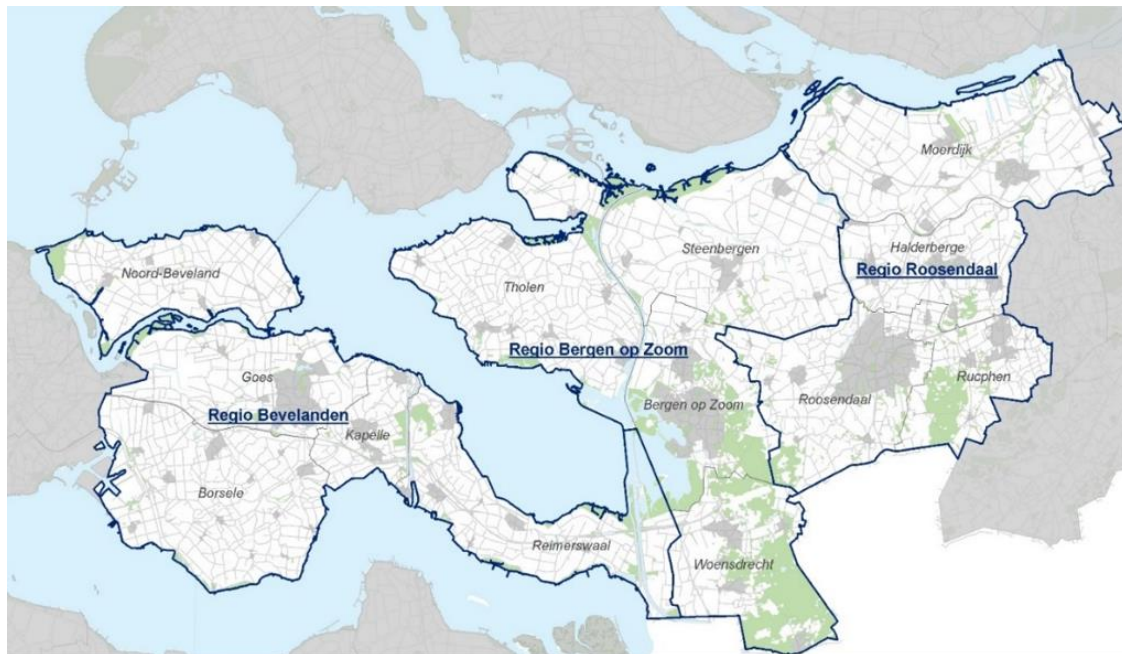 Moerdijk
Halderberge
Regio Roosendaal
Steenbergen
Noord-Beveland
Tholen
Regio Bergen op Zoom
Rucphen
Goes
Roosendaal
Bergen op Zoom
Regio Bevelanden
Kapelle
Borsele
Reimerswaal
Woensdrecht